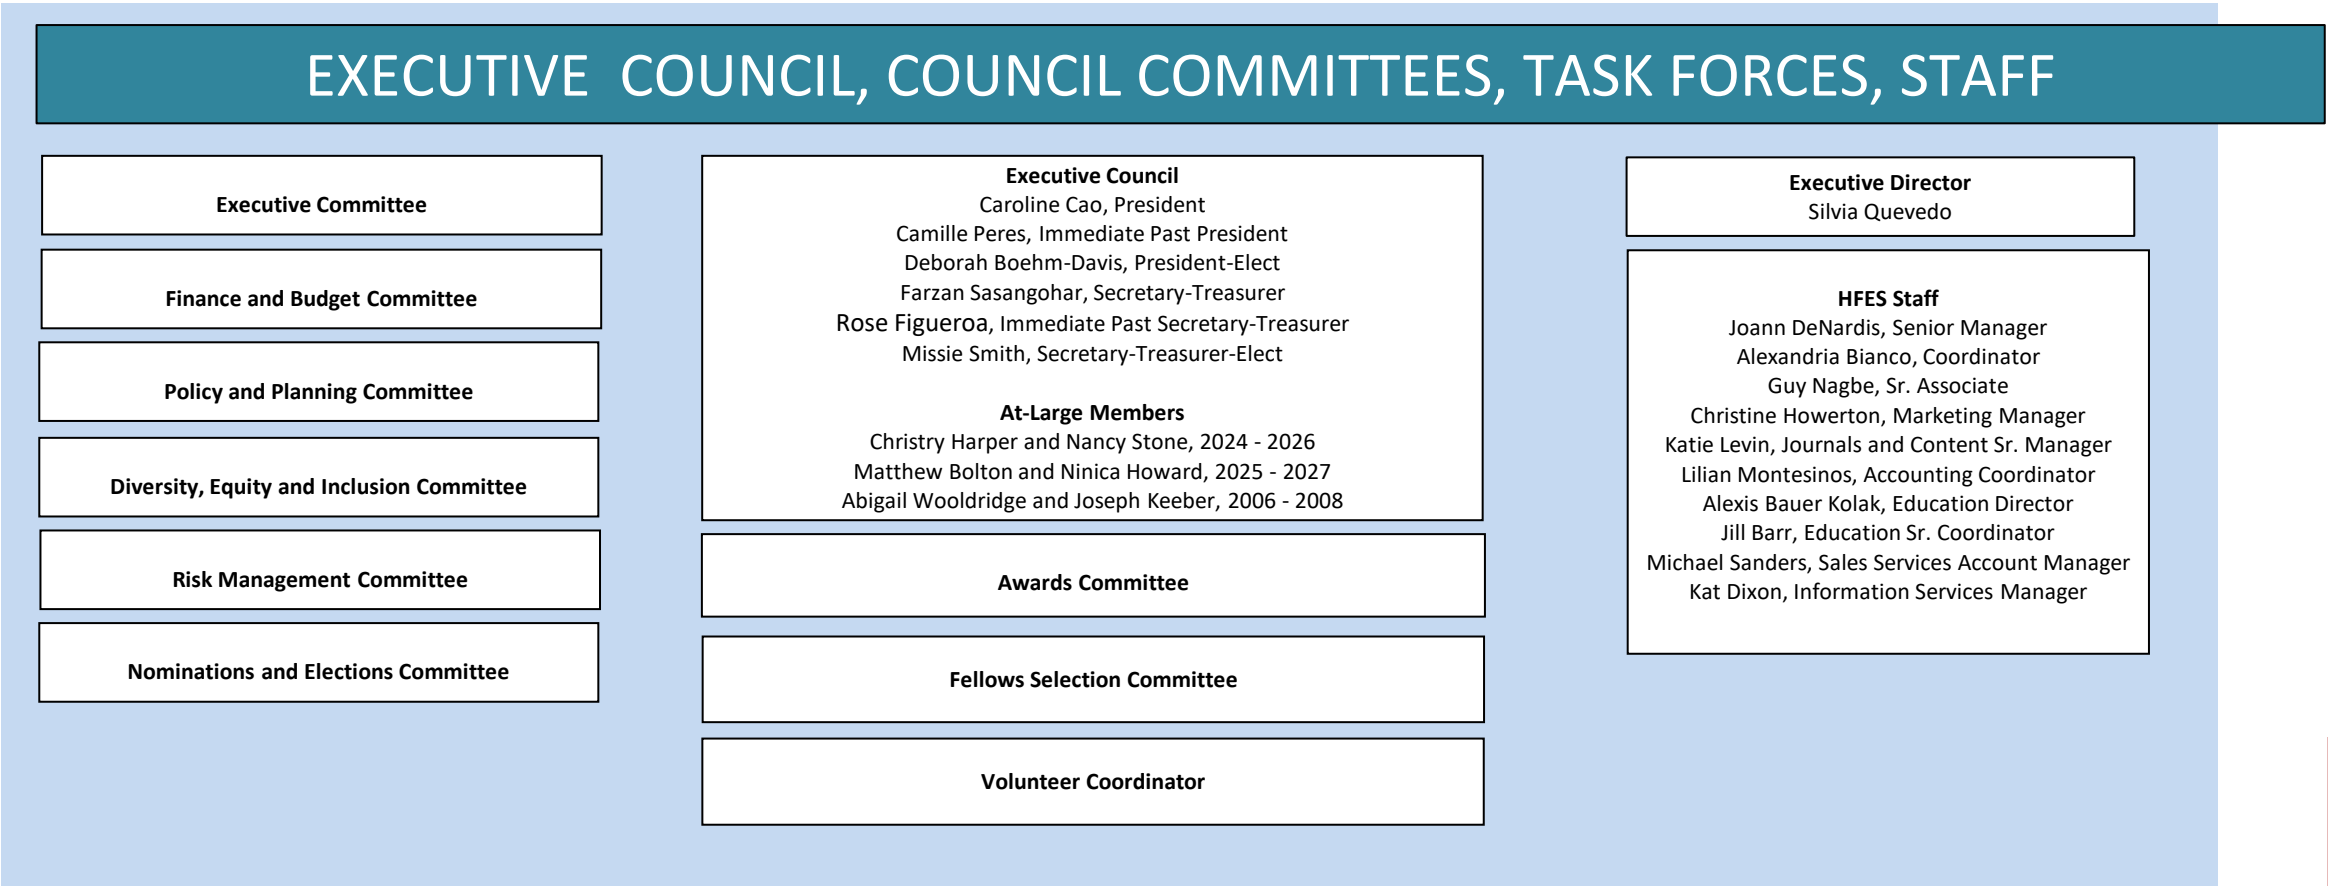 EXECUTIVE COUNCIL, COUNCIL COMMITTEES, TASK FORCES, STAFF
Executive Committee
Finance and Budget Committee
Policy and Planning Committee
Diversity, Equity and Inclusion Committee
Risk Management Committee
Nominations and Elections Committee
Executive Council
Caroline Cao, President
Camille Peres, Immediate Past President
Deborah Boehm-Davis, President-Elect
Farzan Sasangohar, Secretary-Treasurer
Rose Figueroa, Immediate Past Secretary-Treasurer
Missie Smith, Secretary-Treasurer-Elect
At-Large Members
Christry Harper and Nancy Stone, 2024 - 2026
Matthew Bolton and Ninica Howard, 2025 - 2027
Abigail Wooldridge and Joseph Keeber, 2006 - 2008
Awards Committee
Fellows Selection Committee
Volunteer Coordinator
Executive Director
Silvia Quevedo
HFES Staff
Joann DeNardis, Senior Manager
Alexandria Bianco, Coordinator
Guy Nagbe, Sr. Associate
Christine Howerton, Marketing Manager
Katie Levin, Journals and Content Sr. Manager
Lilian Montesinos, Accounting Coordinator
Alexis Bauer Kolak, Education Director
Jill Barr, Education Sr. Coordinator
Michael Sanders, Sales Services Account Manager
Kat Dixon, Information Services Manager